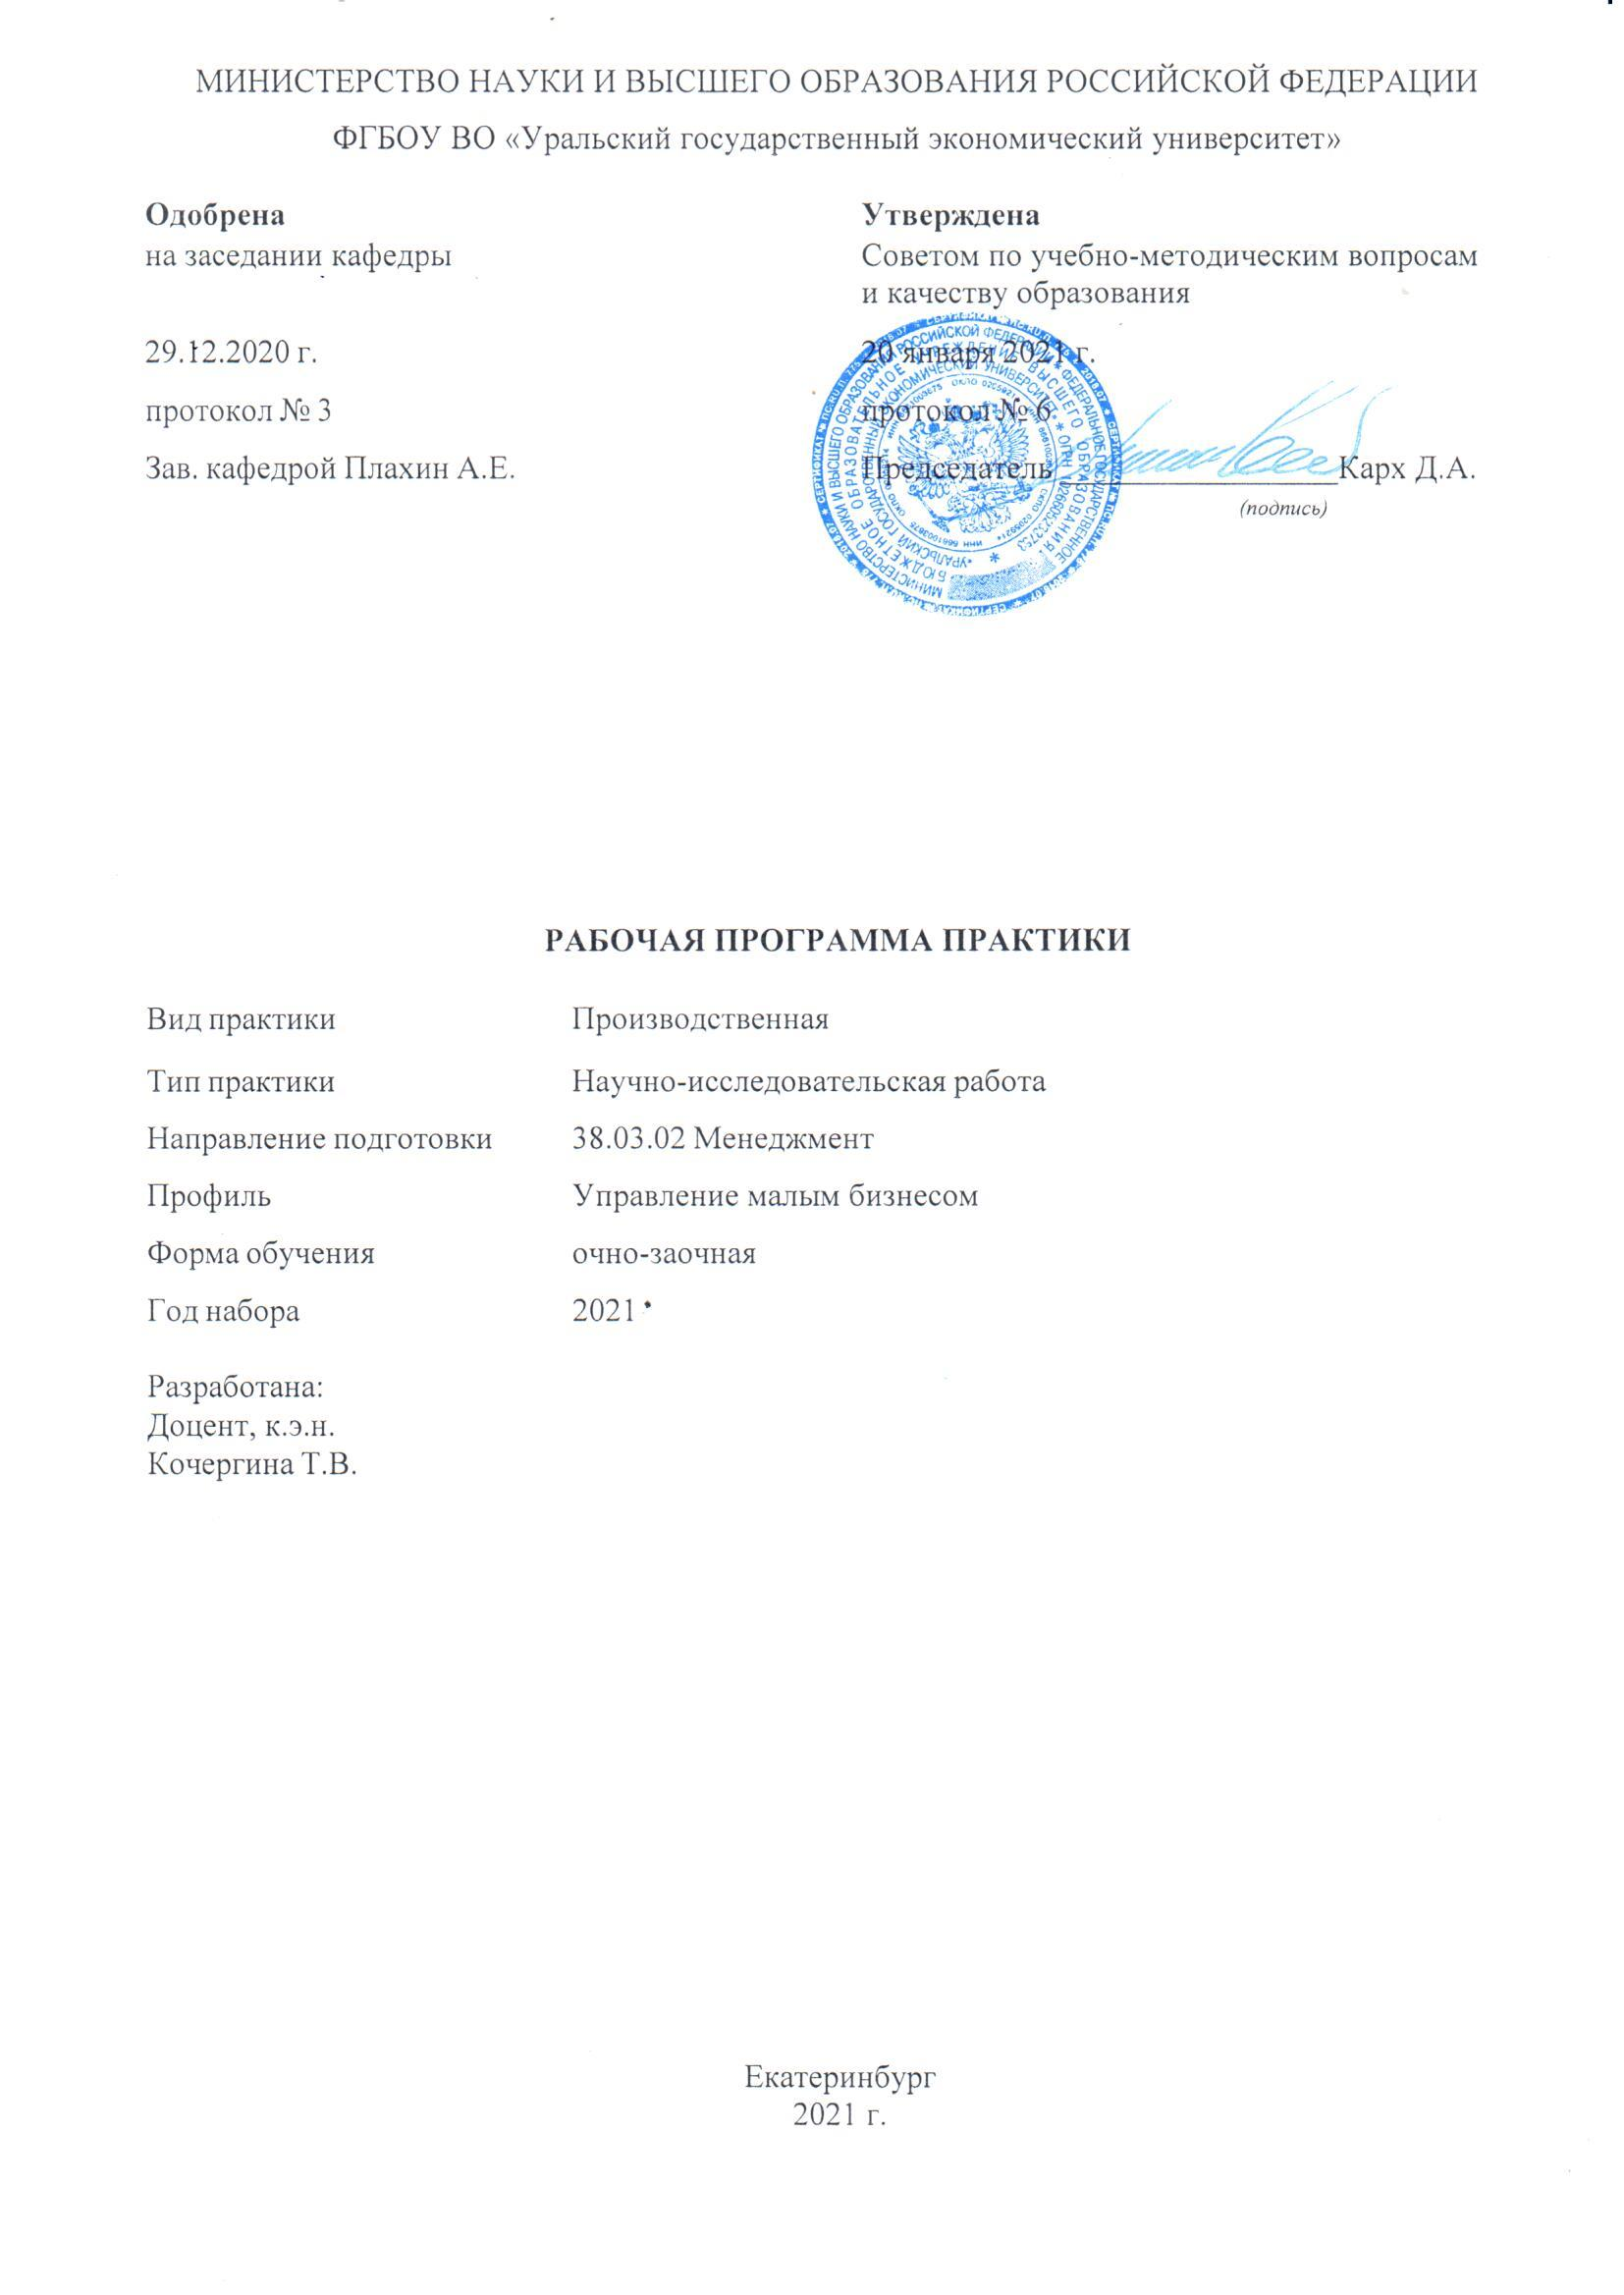 МИНИСТЕРСТВО НАУКИ И ВЫСШЕГО ОБРАЗОВАНИЯ РОССИЙСКОЙ ФЕДЕРАЦИИ
ФГБОУ ВО «Уральский государственный экономический университет»
Одобрена
на заседании кафедры
29.12.2020 г.
протокол № 3
Зав. кафедрой Плахин А.Е.
Утверждена
Советом по учебно-методическим вопросам
и качеству образования
20 января 2021 г.
протокол № 6
Председатель Карх Д.А.
(подпись)
РАБОЧАЯ ПРОГРАММА ПРАКТИКИ
Вид практики Производственная
Тип практики Научно-исследовательская работа
Направление подготовки 38.03.02 Менеджмент
Профиль Управление малым бизнесом
Форма обучения очно-заочная
Год набора 2021
Разработана:
Доцент, к.э.н.
Кочергина Т.В.
Екатеринбург
2021 г.